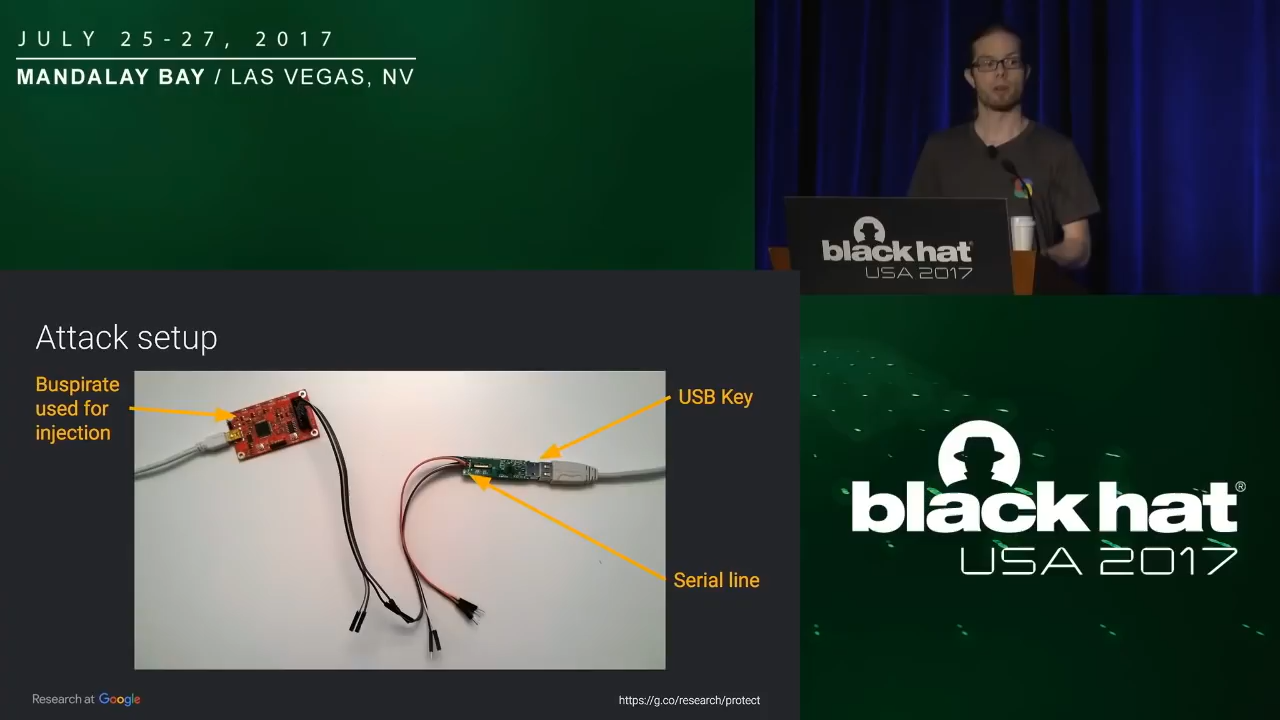 JULY 25-27, 2017
MANDALAY BAY / LAS VEGAS, NV
black hat
USA 2017
Attack setup
Buspirate
used for
injection
USB Key
Serial line
Research at Google
https://g.co/research/protect
black hat®
USA 2017